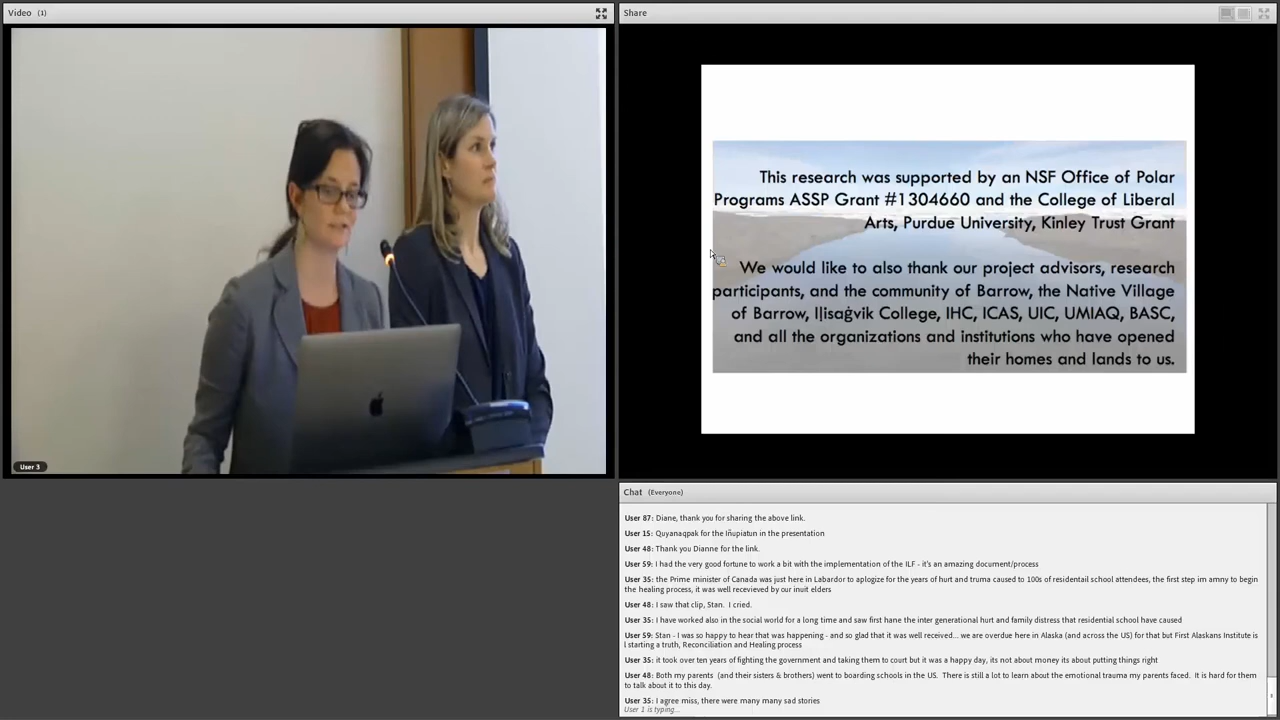 Video (1)
Share
User 3
This research was supported by an NSF Office of Polar
Programs ASSP Grant #1304660 and the College of Liberal
Arts, Purdue University, Kinley Trust Grant
We would like to also thank our project advisors, research
participants, and the community of Barrow, the Native Village
of Barrow, Iḷisaġvik College, IHC, ICAS, UIC, UMIAQ, BASC,
and all the organizations and institutions who have opened
their homes and lands to us.
Chat (Everyone)
User 87: Diane, thank you for sharing the above link.
User 15: Quyanaqpak for the Iñupiatun in the presentation
User 48: Thank you Dianne for the link.
User 59: I had the very good fortune to work a bit with the implementation of the ILF - it's an amazing document/process
User 35: the Prime minister of Canada was just here in Labardor to aplogize for the years of hurt and truma caused to 100s of residentail school attendees, the first step im amny to begin
the healing process, it was well recevieved by our inuit elders
User 48: I saw that clip, Stan. I cried.
User 35: I have worked also in the social world for a long time and saw first hane the inter generational hurt and family distress that residential school have caused
User 59: Stan - I was so happy to hear that was happening - and so glad that it was well received... we are overdue here in Alaska (and across the US) for that but First Alaskans Institute is
l starting a truth, Reconciliation and Healing process
User 35: it took over ten years of fighting the government and taking them to court but it was a happy day, its not about money its about putting things right
User 48: Both my parents (and their sisters & brothers) went to boarding schools in the US. There is still a lot to learn about the emotional trauma my parents faced. It is hard for them
to talk about it to this day.
User 35: I agree miss, there were many many sad stories
User 1 is typing...